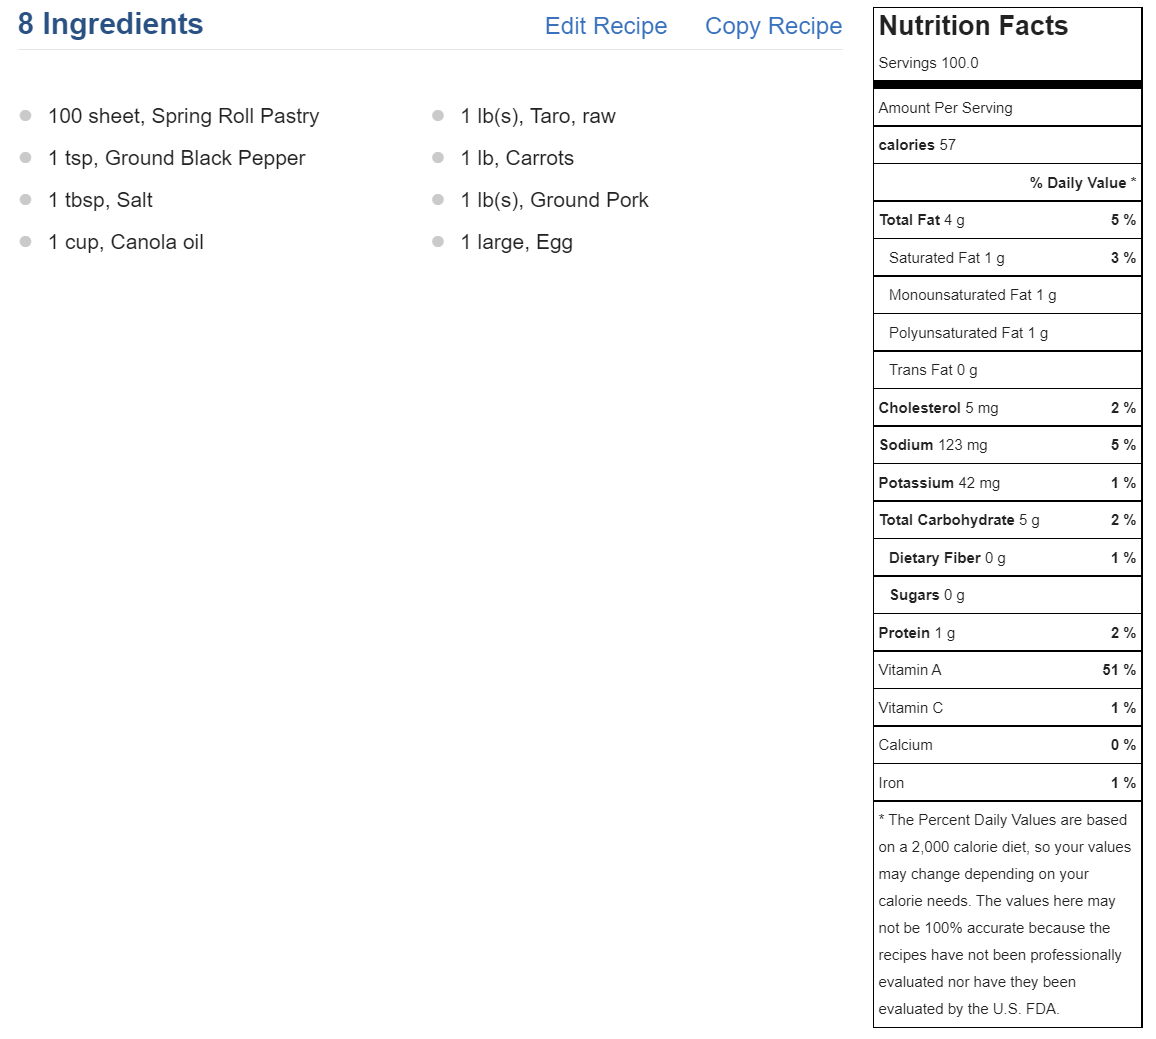 8 Ingredients
Edit Recipe
Copy Recipe
100 sheet, Spring Roll Pastry
1 tsp, Ground Black Pepper
1 tbsp, Salt
1 cup, Canola oil
1 lb(s), Taro, raw
1 lb, Carrots
1 lb(s), Ground Pork
1 large, Egg
Nutrition Facts
Servings 100.0
Amount Per Serving
calories 57
% Daily Value *
Total Fat 4 g 5 %
Saturated Fat 1 g 3 %
Monounsaturated Fat 1 g
Polyunsaturated Fat 1 g
Trans Fat 0 g
Cholesterol 5 mg 2 %
Sodium 123 mg 5 %
Potassium 42 mg 1 %
Total Carbohydrate 5 g 2 %
Dietary Fiber 0 g 1 %
Sugars 0 g
Protein 1 g 2 %
Vitamin A 51 %
Vitamin C 1 %
Calcium 0 %
Iron 1 %
* The Percent Daily Values are based
on a 2,000 calorie diet, so your values
may change depending on your
calorie needs. The values here may
not be 100% accurate because the
recipes have not been professionally
evaluated nor have they been
evaluated by the U.S. FDA.